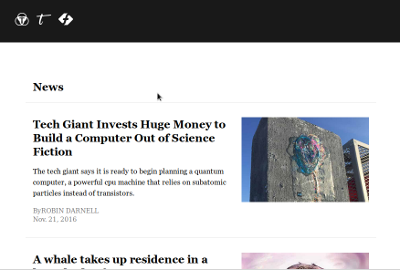 News
Tech Giant Invests Huge Money to
Build a Computer Out of Science
Fiction
The tech giant says it is ready to begin planning a quantum
computer, a powerful cpu machine that relies on subatomic
particles instead of transistors.
ByROBIN DARNELL
Nov. 21, 2016
A whale takes up residence in a